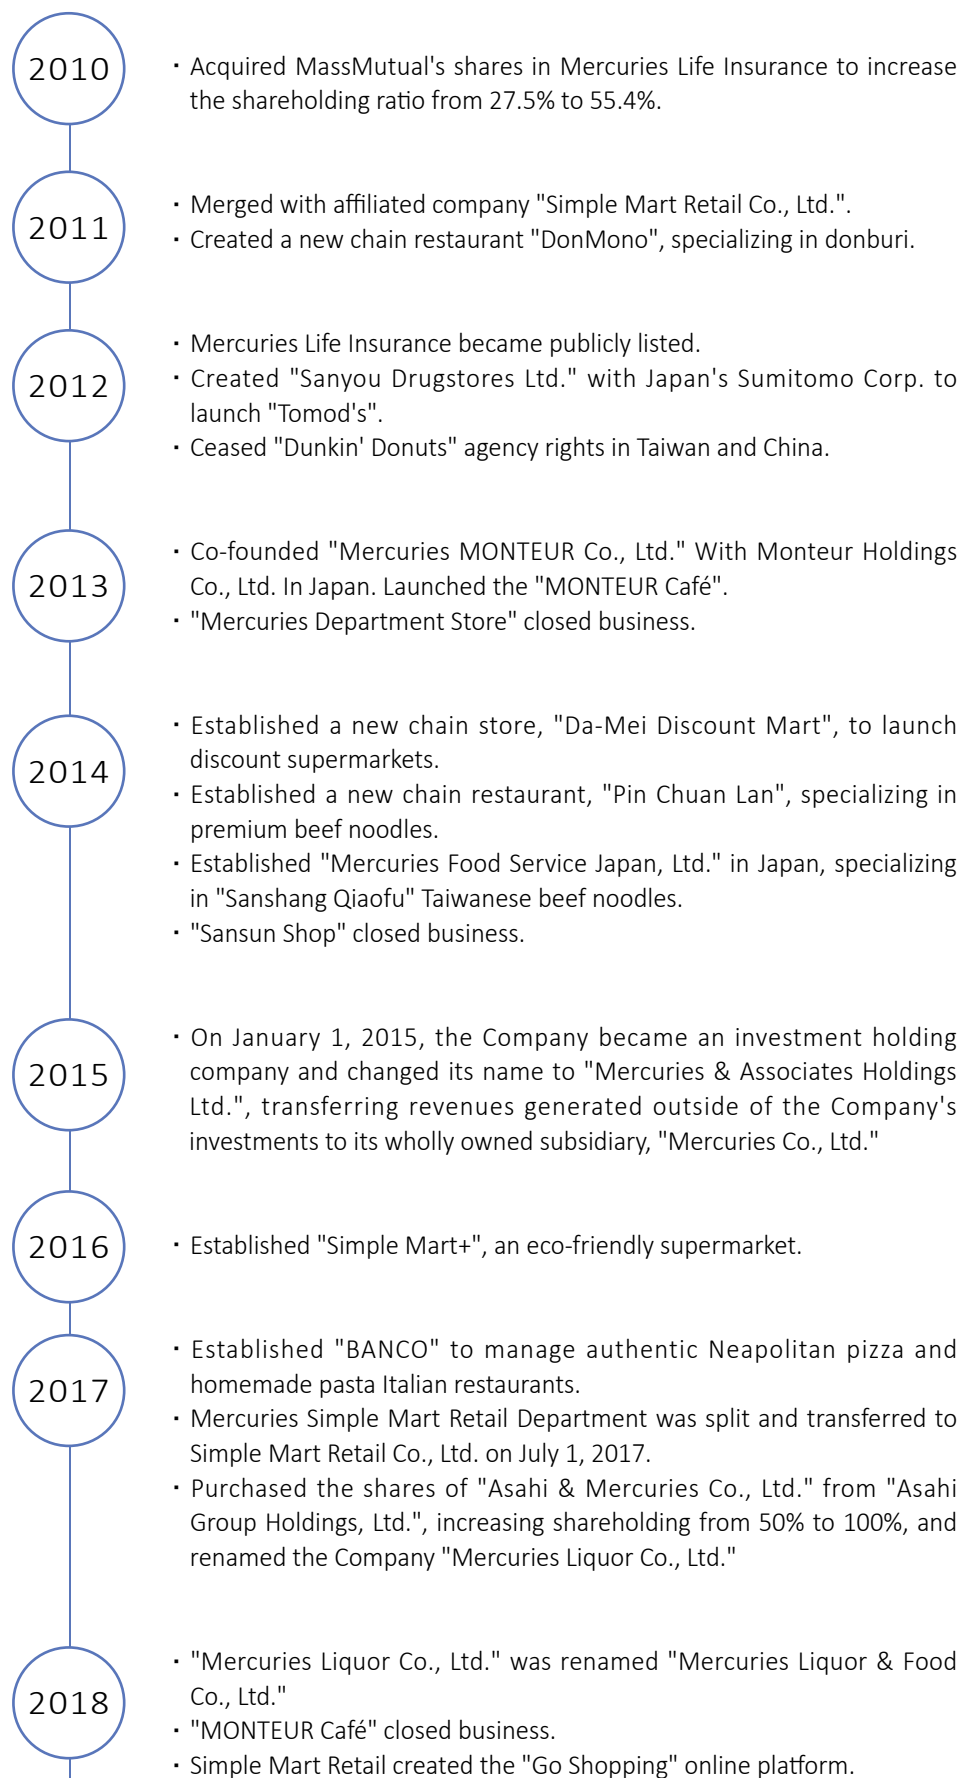 2010
· Acquired MassMutual's shares in Mercuries Life Insurance to increase
the shareholding ratio from 27.5% to 55.4%.
2011
· Merged with affiliated company "Simple Mart Retail Co., Ltd.".
· Created a new chain restaurant "DonMono", specializing in donburi.
2012
· Mercuries Life Insurance became publicly listed.
· Created "Sanyou Drugstores Ltd." with Japan's Sumitomo Corp. to
launch "Tomod's".
· Ceased "Dunkin' Donuts" agency rights in Taiwan and China.
2013
· Co-founded "Mercuries MONTEUR Co., Ltd." With Monteur Holdings
Co., Ltd. In Japan. Launched the "MONTEUR Café".
· "Mercuries Department Store" closed business.
2014
· Established a new chain store, "Da-Mei Discount Mart", to launch
discount supermarkets.
· Established a new chain restaurant, "Pin Chuan Lan", specializing in
premium beef noodles.
· Established "Mercuries Food Service Japan, Ltd." in Japan, specializing
in "Sanshang Qiaofu" Taiwanese beef noodles.
· "Sansun Shop" closed business.
2015
· On January 1, 2015, the Company became an investment holding
company and changed its name to "Mercuries & Associates Holdings
Ltd.", transferring revenues generated outside of the Company's
investments to its wholly owned subsidiary, "Mercuries Co., Ltd."
2016
· Established "Simple Mart+", an eco-friendly supermarket.
2017
· Established "BANCO" to manage authentic Neapolitan pizza and
homemade pasta Italian restaurants.
· Mercuries Simple Mart Retail Department was split and transferred to
Simple Mart Retail Co., Ltd. on July 1, 2017.
· Purchased the shares of "Asahi & Mercuries Co., Ltd." from "Asahi
Group Holdings, Ltd.", increasing shareholding from 50% to 100%, and
renamed the Company "Mercuries Liquor Co., Ltd."
2018
· "Mercuries Liquor Co., Ltd." was renamed "Mercuries Liquor & Food
Co., Ltd."
· "MONTEUR Café" closed business.
· Simple Mart Retail created the "Go Shopping" online platform.